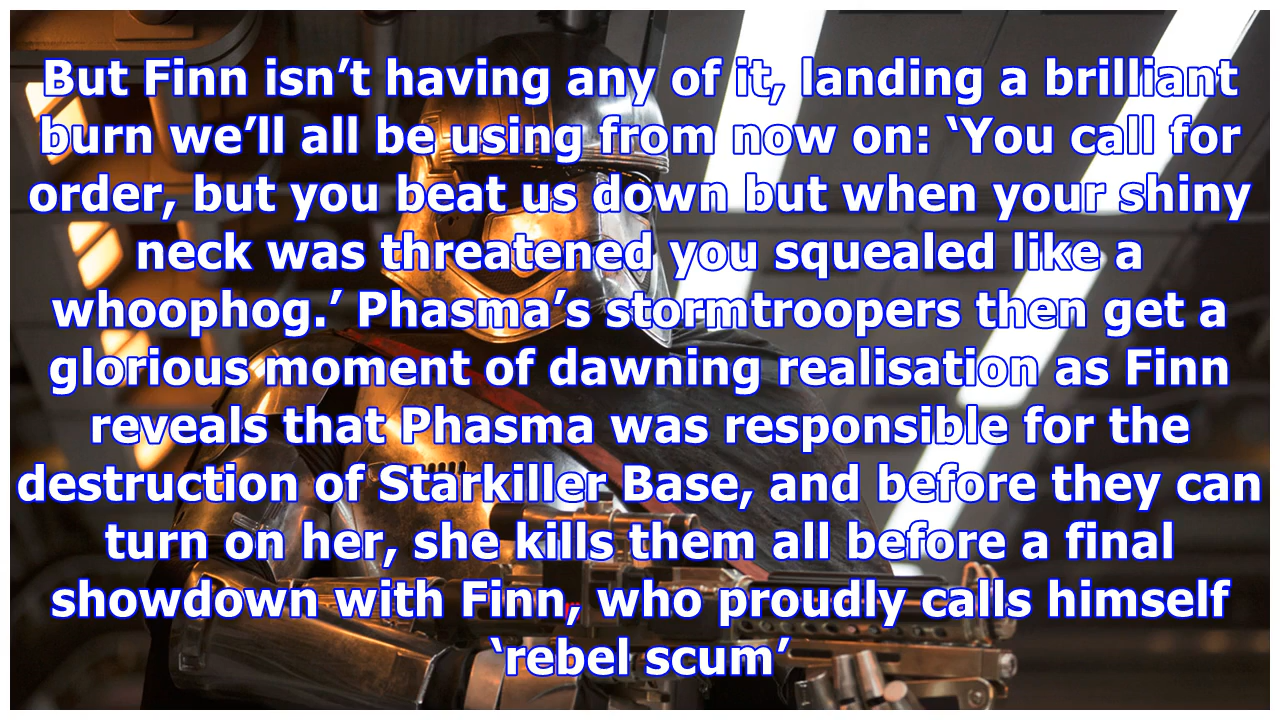 But Finn isn’t having any of it, landing a brilliant
burn we’ll all be using from now on: ‘You call for
order, but you beat us down but when your shiny
neck was threatened you squealed like a
whoophog.’ Phasma’s stormtroopers then get a
glorious moment of dawning realisation as Finn
reveals that Phasma was responsible for the
destruction of Starkiller Base, and before they can
turn on her, she kills them all before a final
showdown with Finn, who proudly calls himself
‘rebel scum’